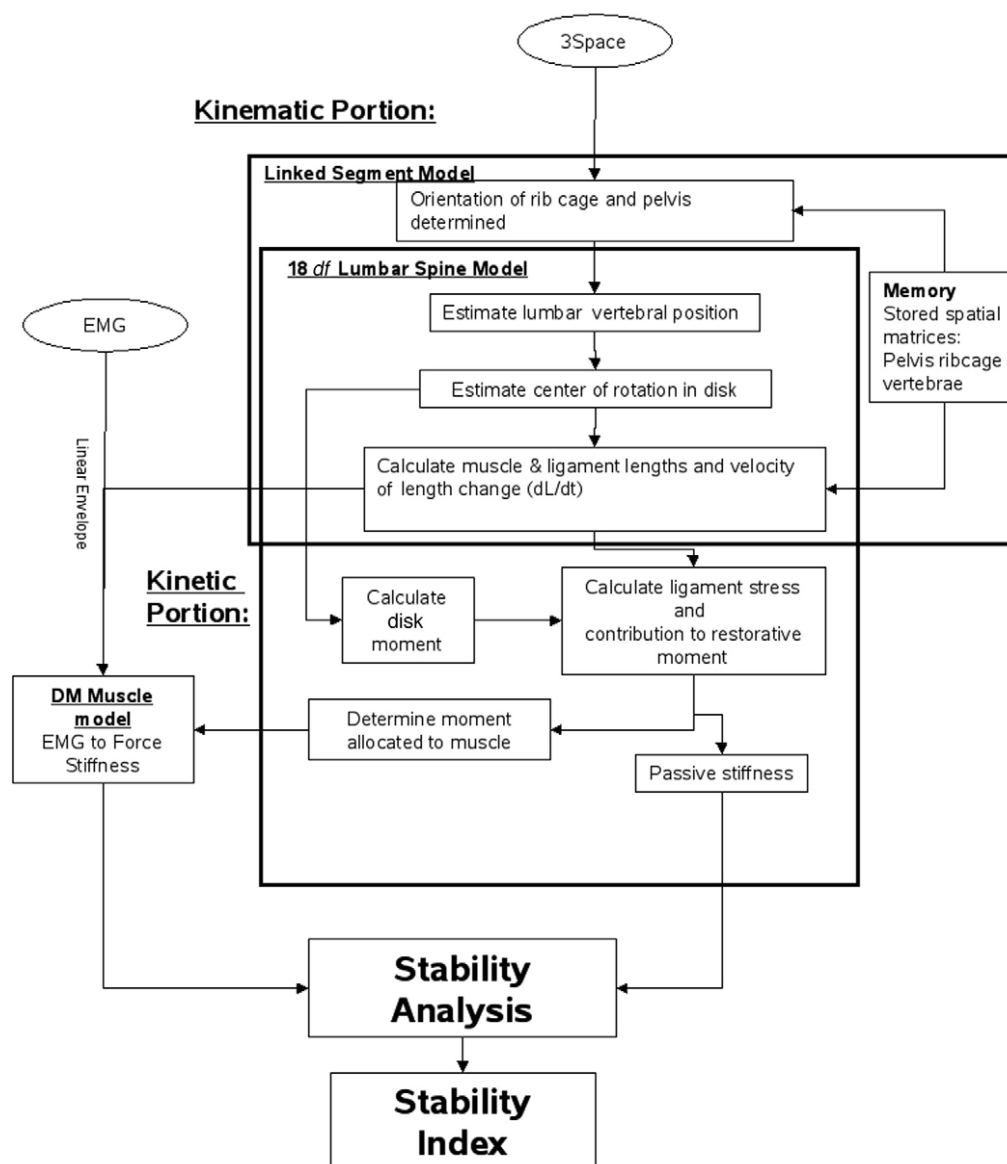 3Space
Kinematic Portion:
Linked Segment Model
Orientation of rib cage and pelvis
determined
18 df Lumbar Spine Model
Estimate lumbar vertebral position
Memory
Stored spatial
matrices:
Pelvis ribcage
vertebrae
EMG
Estimate center of rotation in disk
Linear Envelope
Calculate muscle & ligament lengths and velocity
of length change (dL/dt)
Kinetic
Portion:
Calculate
disk
moment
Calculate ligament stress
and
contribution to restorative
moment
DM Muscle
model
EMG to Force
Stiffness
Determine moment
allocated to muscle
Passive stiffness
Stability
Analysis
Stability
Index